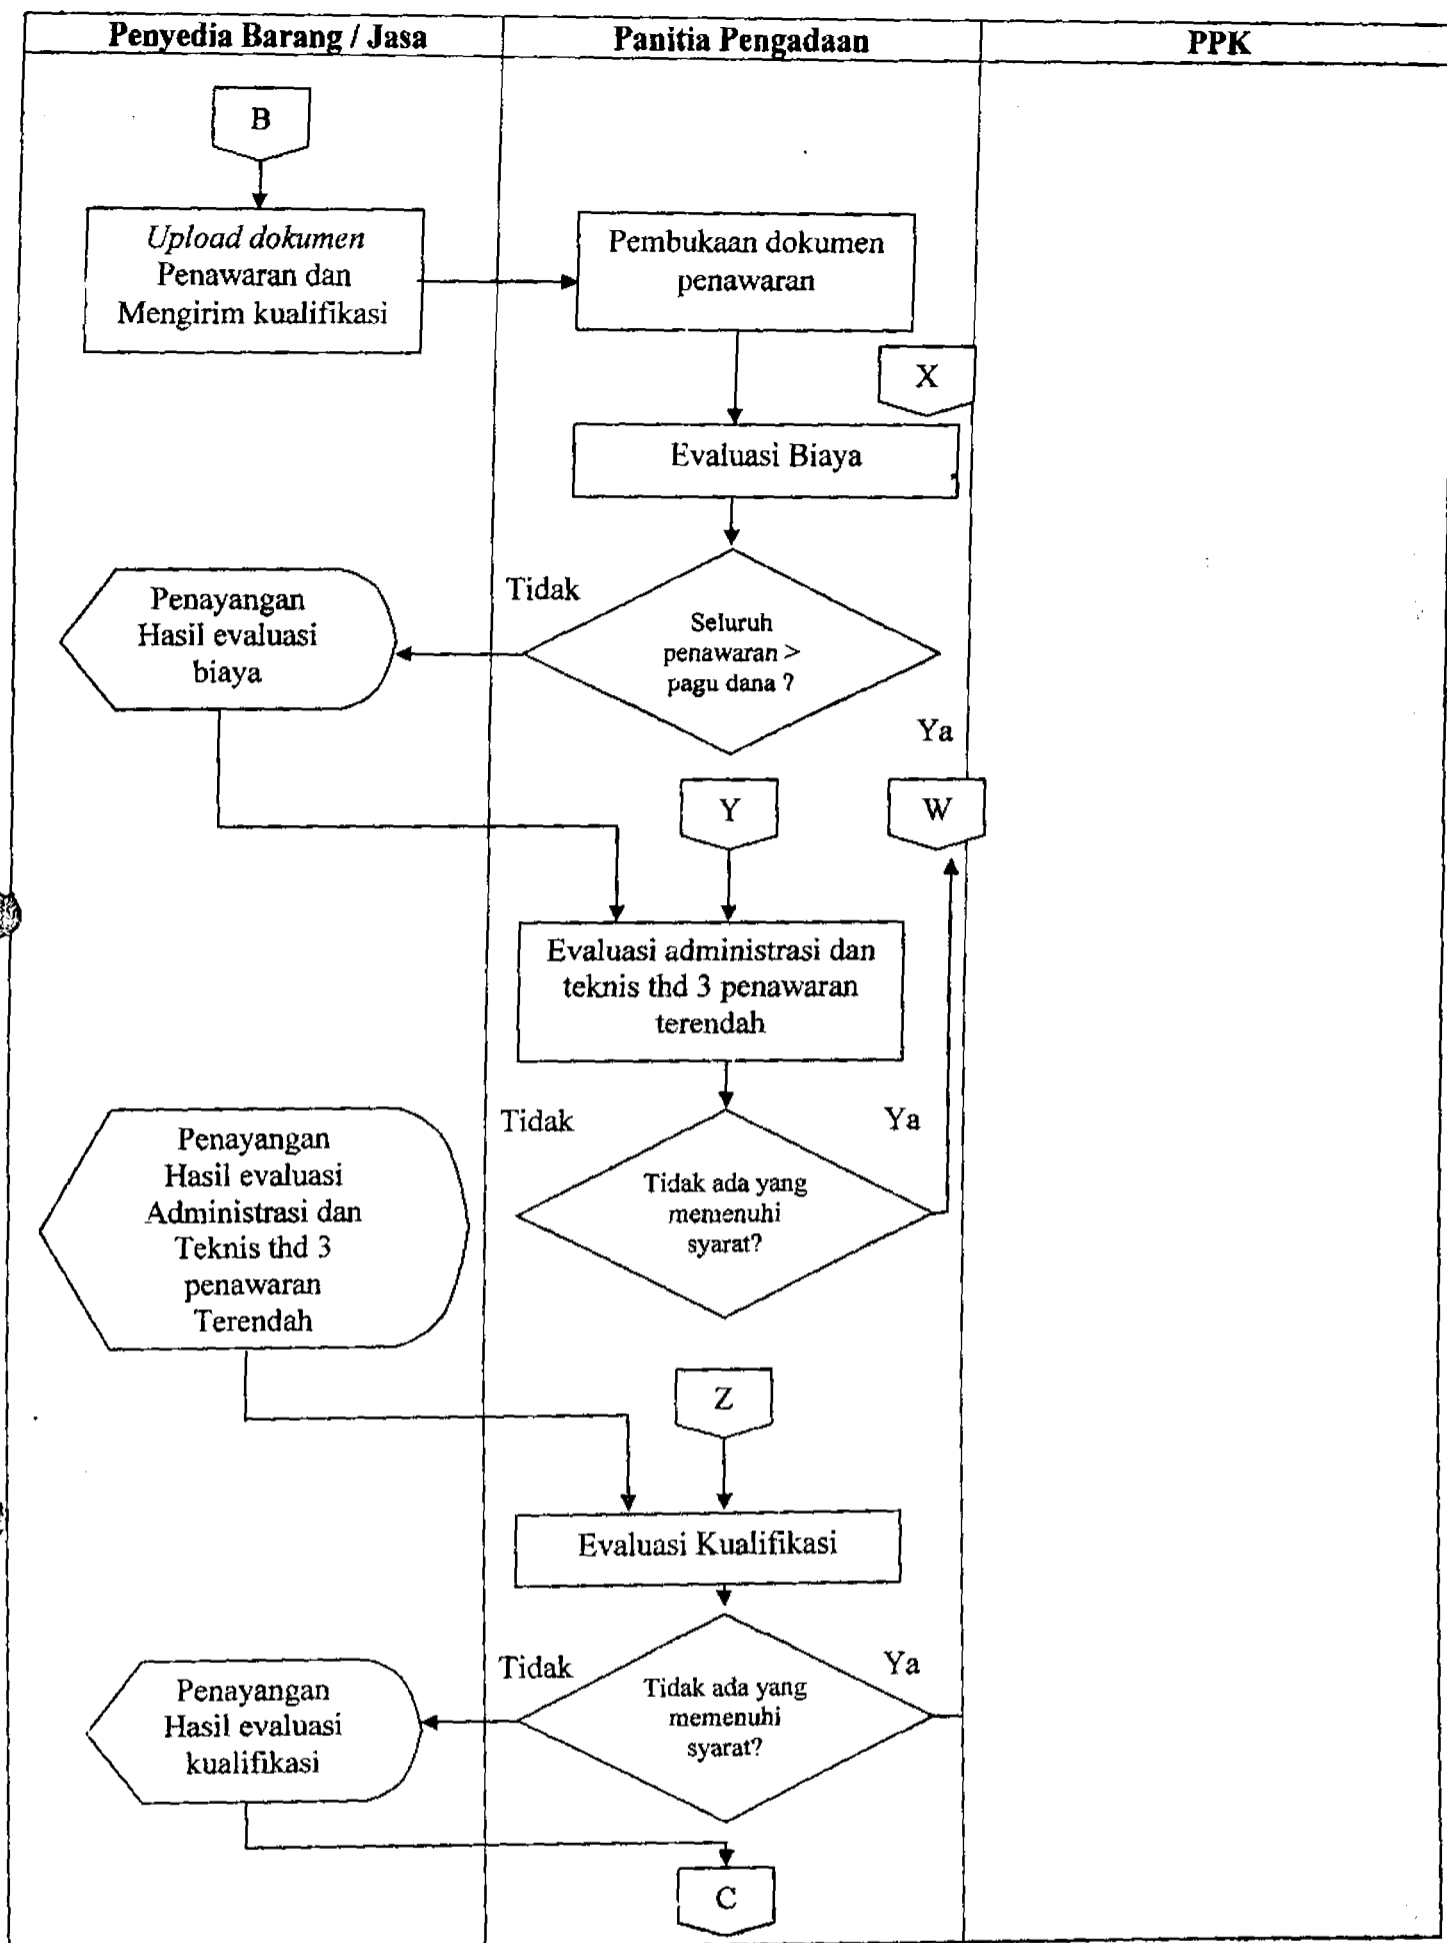 Penyedia Barang / Jasa
Panitia Pengadaan
PPK
B
Upload dokumen
Penawaran dan
Mengirim kualifikasi
Pembukaan dokumen
penawaran
X
Evaluasi Biaya
Tidak
Seluruh
penawaran >
pagu dana ?
Ya
Penayangan
Hasil evaluasi
biaya
Y
W
Evaluasi administrasi dan
teknis thd 3 penawaran
terendah
Tidak
Ya
Tidak ada yang
memenuhi
syarat?
Penayangan
Hasil evaluasi
Administrasi dan
Teknis thd 3
penawaran
Terendah
Z
Evaluasi Kualifikasi
Tidak
Ya
Tidak ada yang
memenuhi
syarat?
Penayangan
Hasil evaluasi
kualifikasi
C